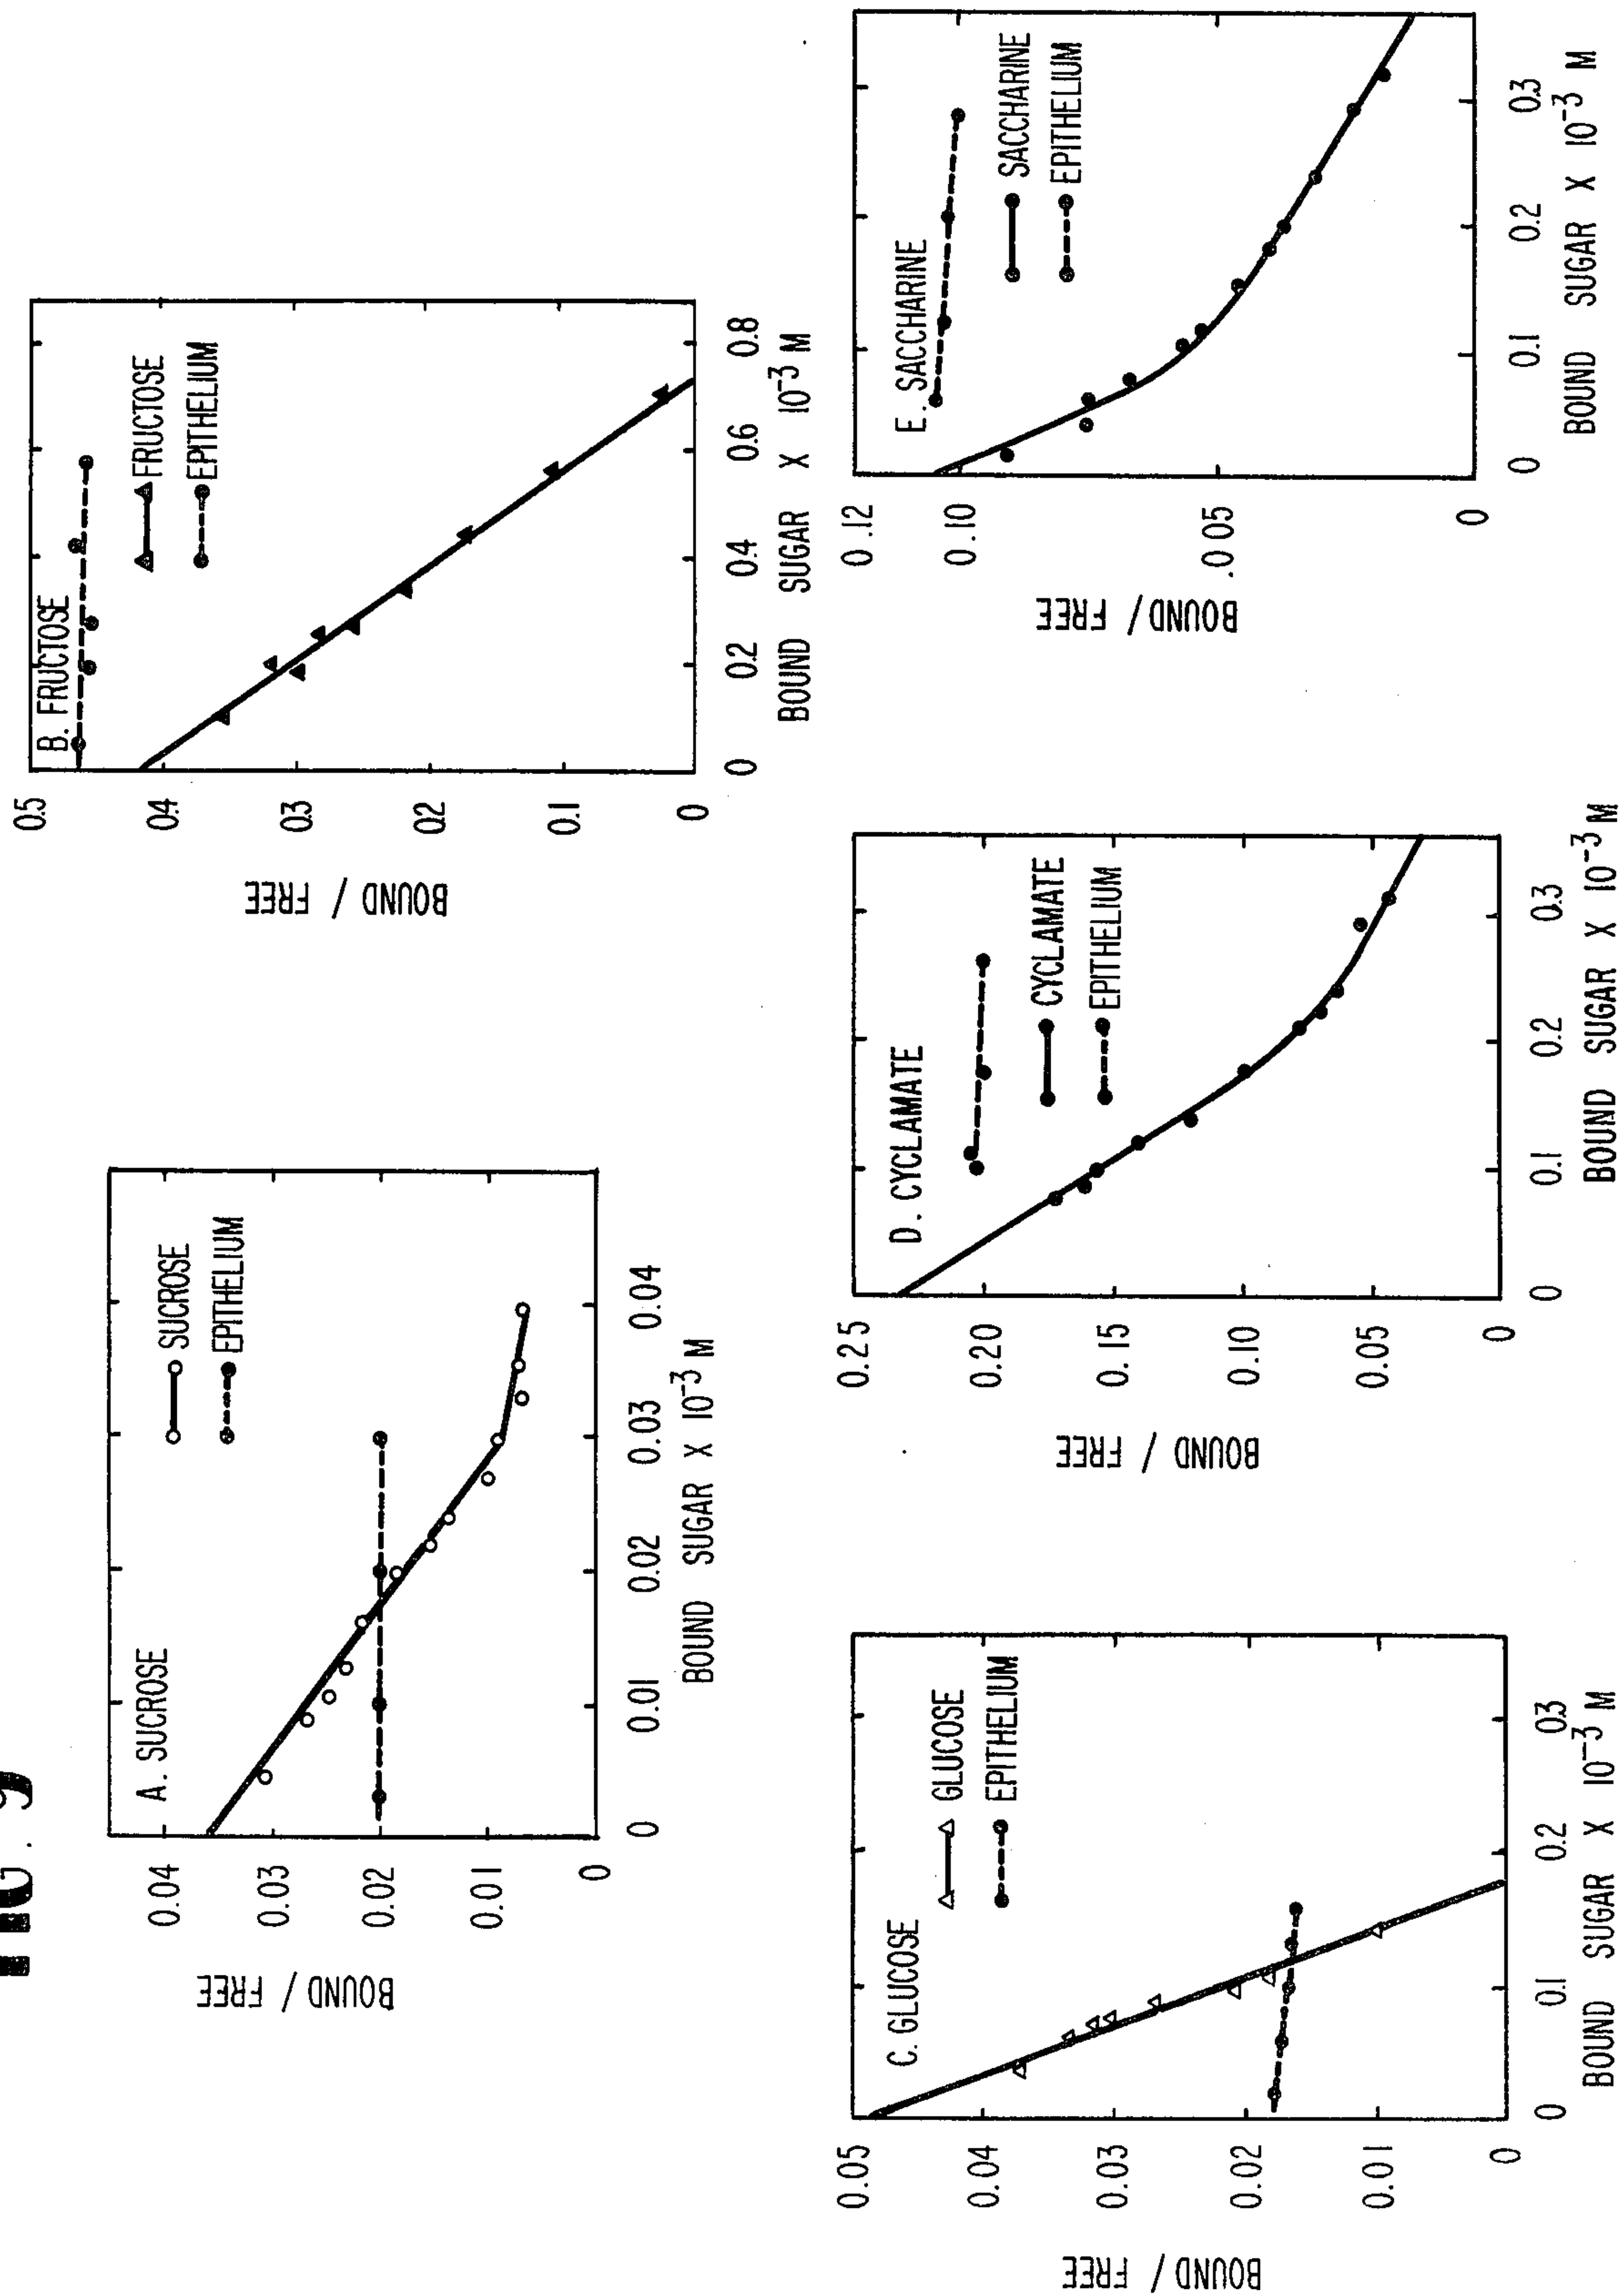 FIG. 9
A. SUCROSE
SUCROSE
EPITHELIUM
BOUND / FREE
0.04
0.03
0.02
0.01
0
0 0.01 0.02 0.03 0.04
BOUND SUGAR X 10⁻³ M
B. FRUCTOSE
FRUCTOSE
EPITHELIUM
BOUND / FREE
0.5
0.4
0.3
0.2
0.1
0
0 0.2 0.4 0.6 0.8
BOUND SUGAR X 10⁻³ M
C. GLUCOSE
GLUCOSE
EPITHELIUM
BOUND / FREE
0.05
0.04
0.03
0.02
0.01
0
0 0.1 0.2 0.3
BOUND SUGAR X 10⁻³ M
D. CYCLAMATE
CYCLAMATE
EPITHELIUM
BOUND / FREE
0.25
0.20
0.15
0.10
0.05
0
0 0.1 0.2 0.3
BOUND SUGAR X 10⁻³ M
E. SACCHARINE
SACCHARINE
EPITHELIUM
BOUND / FREE
0.12
0.10
.005
0
0 0.1 0.2 0.3
BOUND SUGAR X 10⁻³ M